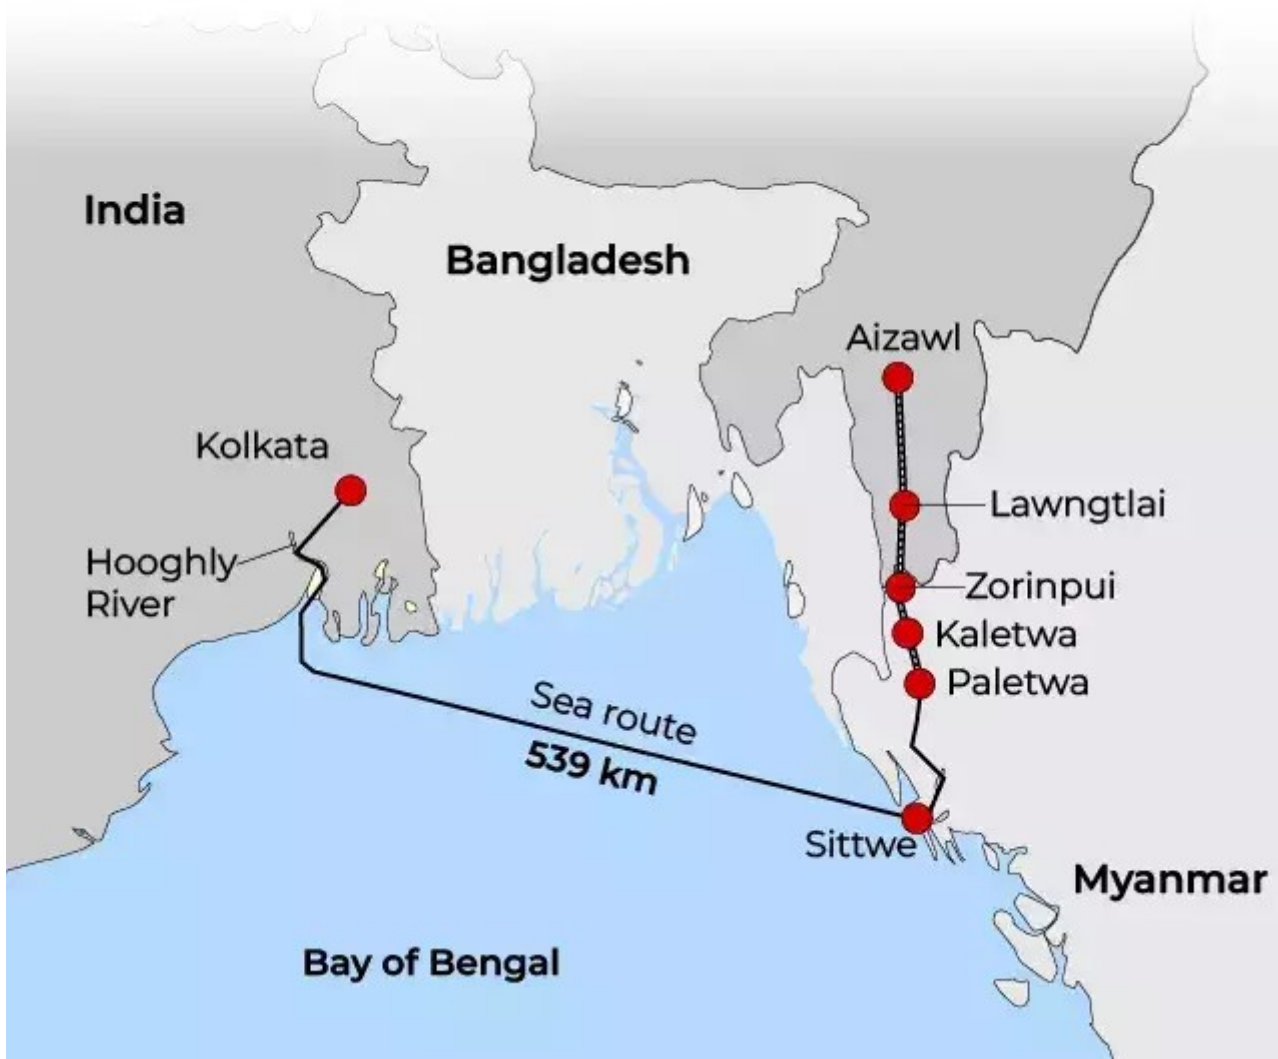 India
Bangladesh
Aizawl
Kolkata
Lawngtlai
Hooghly
River
Zorinpui
Kaletwa
Paletwa
Sea route
539 km
Sittwe
Myanmar
Bay of Bengal